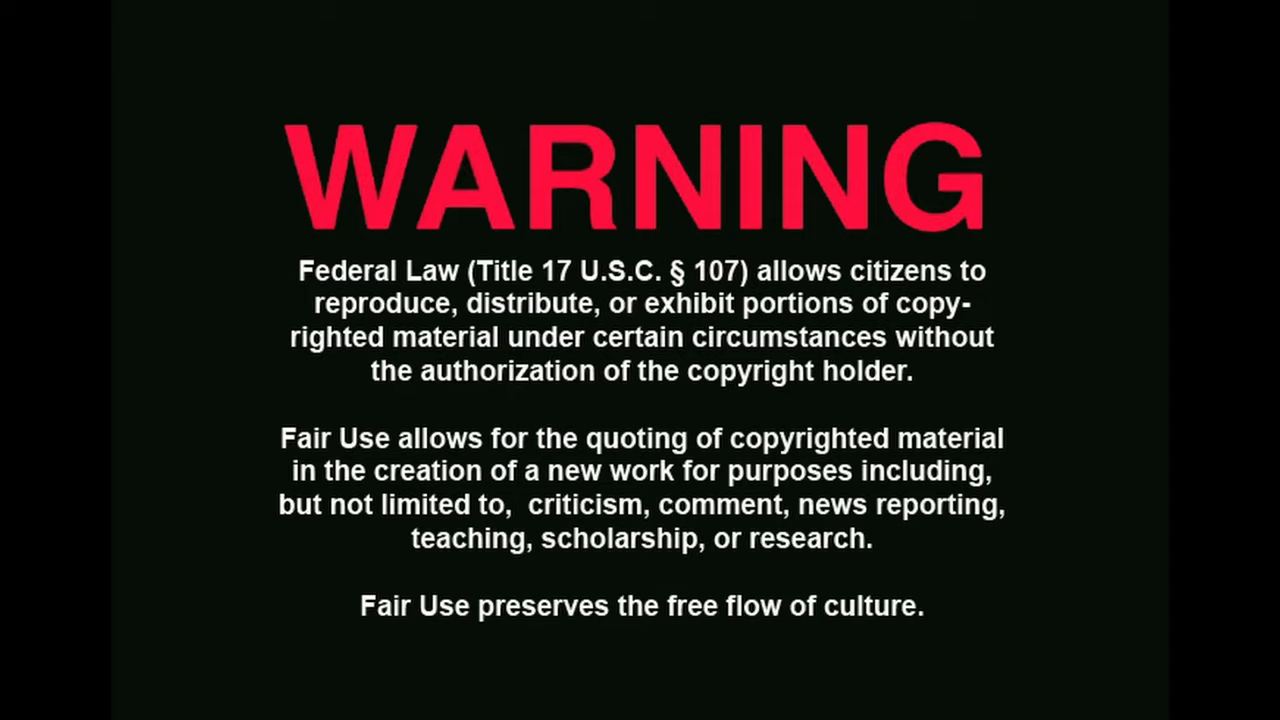 WARNING
Federal Law (Title 17 U.S.C. § 107) allows citizens to
reproduce, distribute, or exhibit portions of copy-
righted material under certain circumstances without
the authorization of the copyright holder.
Fair Use allows for the quoting of copyrighted material
in the creation of a new work for purposes including,
but not limited to,  criticism, comment, news reporting,
teaching, scholarship, or research.
Fair Use preserves the free flow of culture.